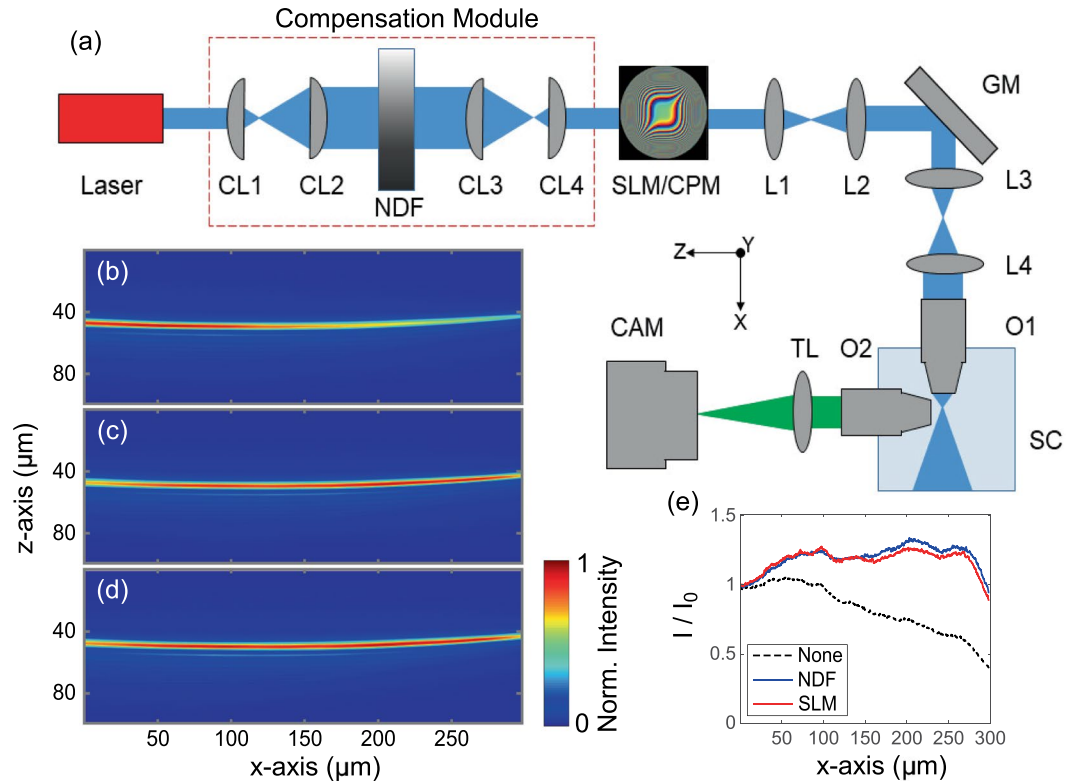 Compensation Module
(a)
GM
Laser
CL1
CL2
NDF
CL3
CL4
SLM/CPM
L1
L2
L3
L4
O1
Z
Y
X
CAM
TL
O2
SC
(b)
40
80
(c)
40
80
z-axis (µm)
(d)
40
80
50 100 150 200 250
x-axis (µm)
1
0
Norm. Intensity
(e)
1.5
1
0.5
0
I / I0
None
NDF
SLM
0 50 100 150 200 250 300
x-axis (µm)